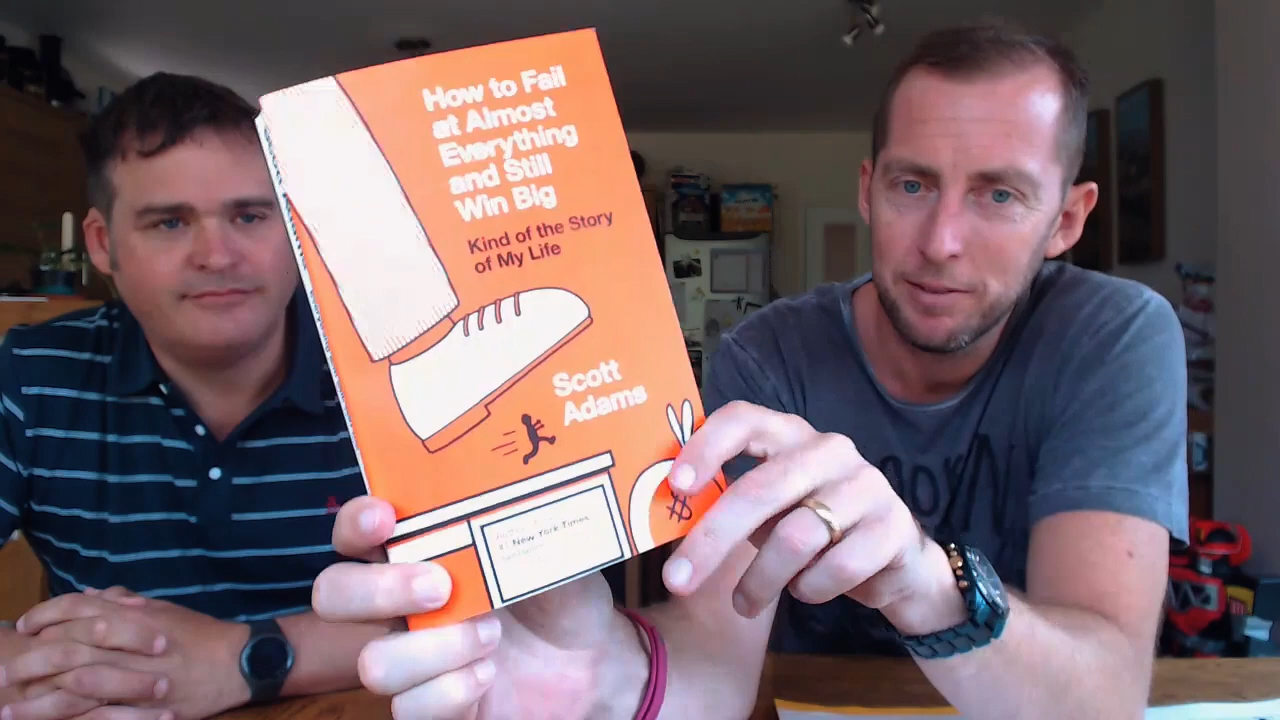 How to Fail
at Almost
Everything
and Still
Win Big
Kind of the Story
of My Life
Scott
Adams
New York Times